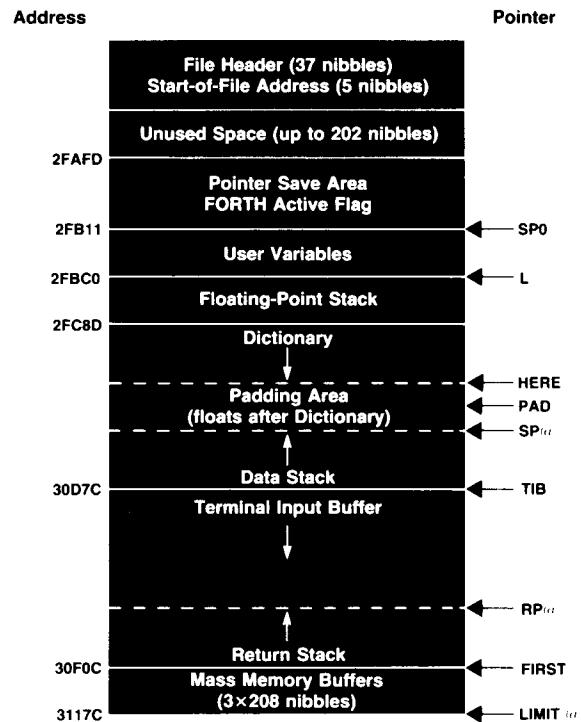 Address Pointer
File Header (37 nibbles)
Start-of-File Address (5 nibbles)
Unused Space (up to 202 nibbles)
2FAFD
Pointer Save Area
FORTH Active Flag
2FB11 SP0
User Variables
2FBC0 L
Floating-Point Stack
2FC8D
Dictionary
HERE
Padding Area
(floats after Dictionary)
PAD
SP@
Data Stack
30D7C TIB
Terminal Input Buffer
RP@
Return Stack
30F0C FIRST
Mass Memory Buffers
(3×208 nibbles)
3117C LIMIT @